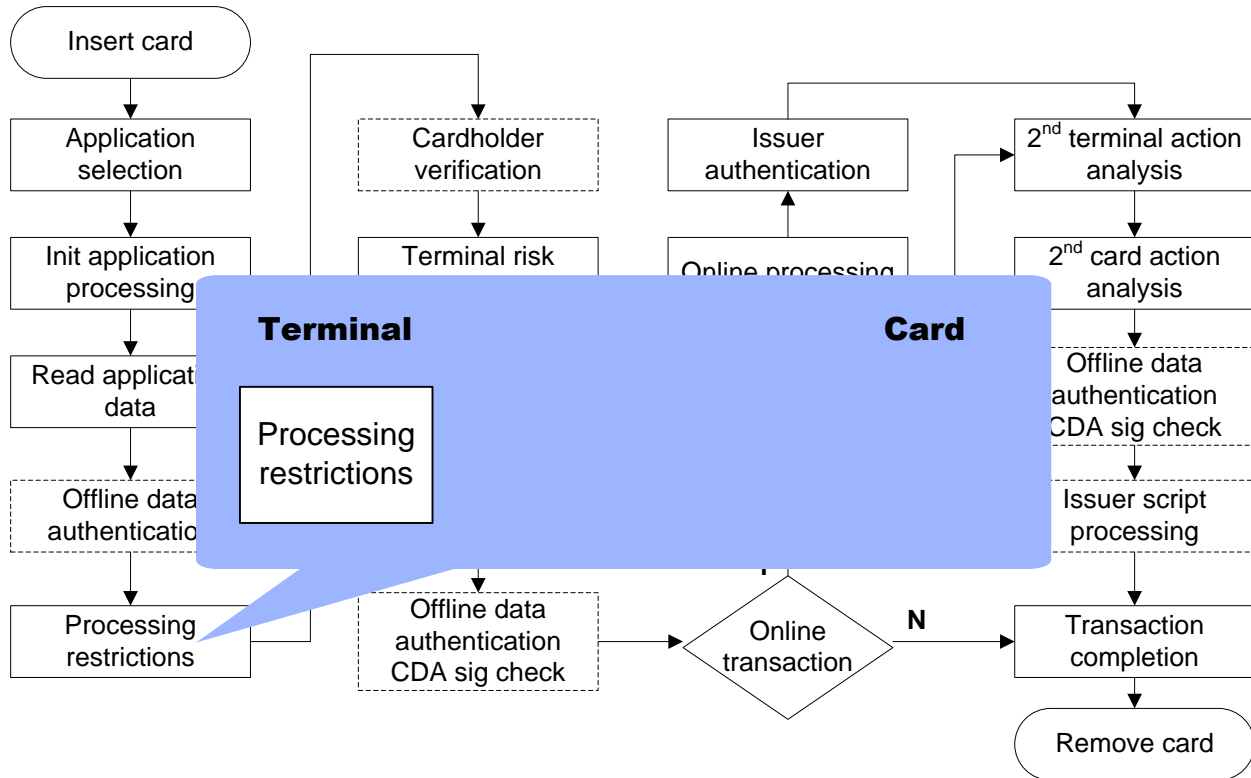 Insert card
Application
selection
Init application
processing
Read applicatio
data
Offline data
authentication
Processing
restrictions
Cardholder
verification
Terminal risk
Offline data
authentication
CDA sig check
Issuer
authentication
Online processing
Online
transaction
N
2nd terminal action
analysis
2nd card action
analysis
Offline data
authentication
CDA sig check
Issuer script
processing
Transaction
completion
Remove card
Terminal
Card
Processing
restrictions